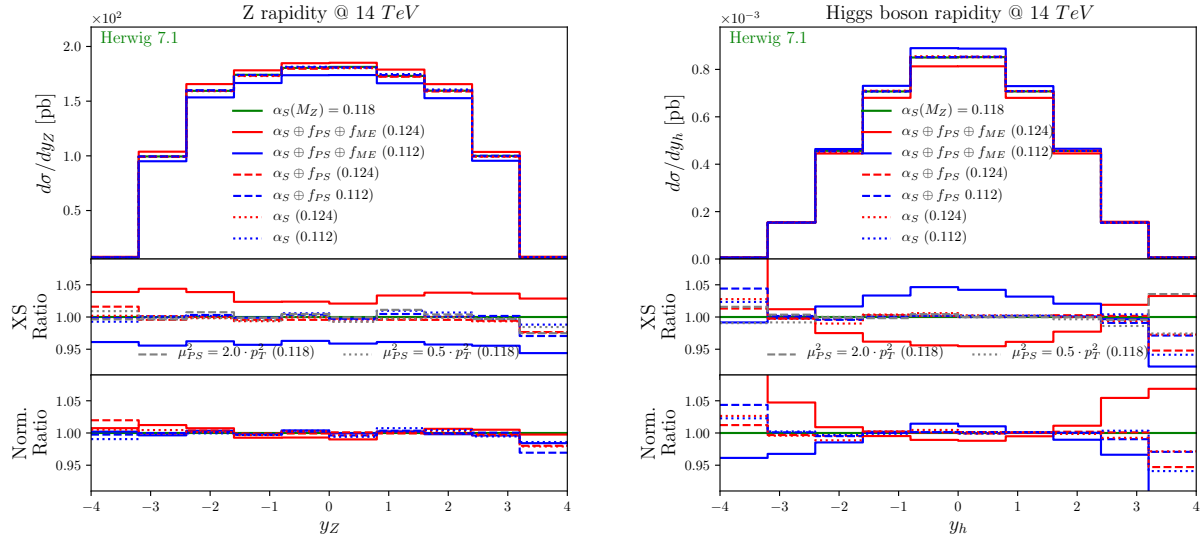 Z rapidity @ 14 TeV
×10²
Herwig 7.1
dσ/dy_Z [pb]
2.0
1.5
1.0
0.5
α_S(M_Z) = 0.118
α_S ⊕ f_PS ⊕ f_ME (0.124)
α_S ⊕ f_PS ⊕ f_ME (0.112)
α_S ⊕ f_PS (0.124)
α_S ⊕ f_PS 0.112)
α_S (0.124)
α_S (0.112)
XS
Ratio
1.05
1.00
0.95
μ²_PS = 2.0 · p²_T (0.118)
μ²_PS = 0.5 · p²_T (0.118)
Norm.
Ratio
1.05
1.00
0.95
−4 −3 −2 −1 0 1 2 3 4
y_Z
Higgs boson rapidity @ 14 TeV
×10⁻³
Herwig 7.1
dσ/dy_h [pb]
0.8
0.6
0.4
0.2
0.0
α_S(M_Z) = 0.118
α_S ⊕ f_PS ⊕ f_ME (0.124)
α_S ⊕ f_PS ⊕ f_ME (0.112)
α_S ⊕ f_PS (0.124)
α_S ⊕ f_PS 0.112)
α_S (0.124)
α_S (0.112)
XS
Ratio
1.05
1.00
0.95
μ²_PS = 2.0 · p²_T (0.118)
μ²_PS = 0.5 · p²_T (0.118)
Norm.
Ratio
1.05
1.00
0.95
−4 −3 −2 −1 0 1 2 3 4
y_h